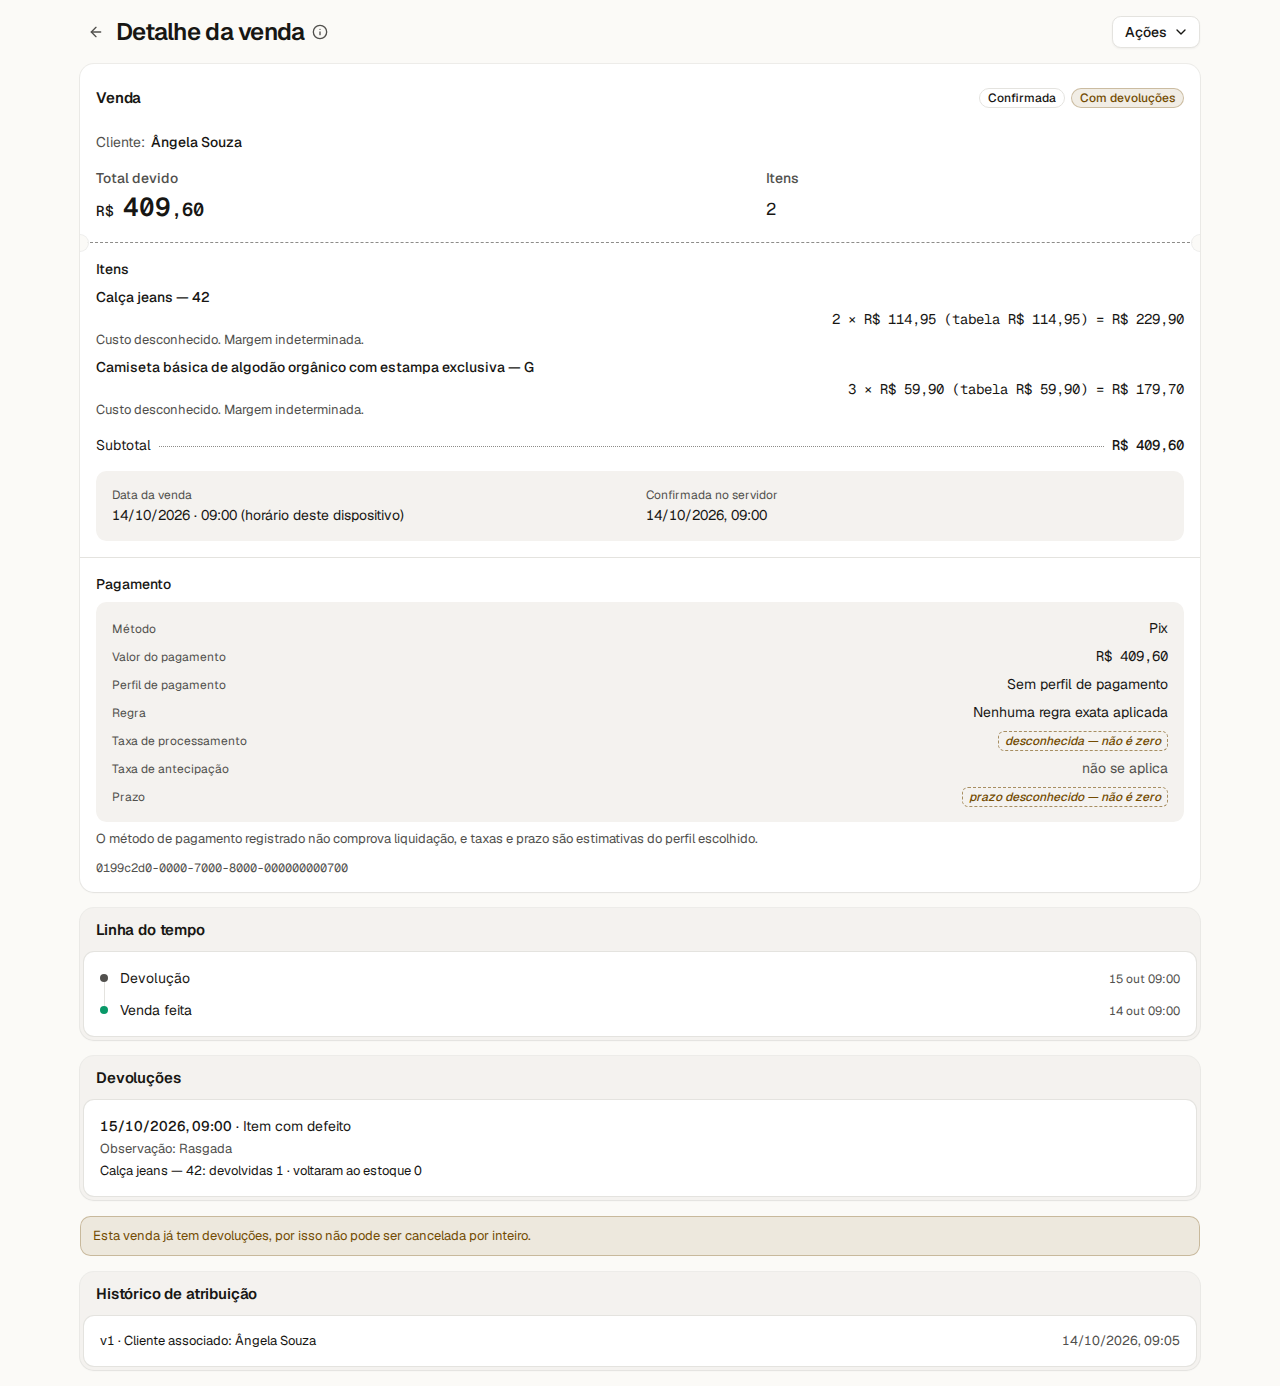 Detalhe da venda
Ações
Venda
Confirmada
Com devoluções
Cliente: Ângela Souza
Total devido
Itens
R$ 409,60
2
Itens
Calça jeans — 42
2 × R$ 114,95 (tabela R$ 114,95) = R$ 229,90
Custo desconhecido. Margem indeterminada.
Camiseta básica de algodão orgânico com estampa exclusiva — G
3 × R$ 59,90 (tabela R$ 59,90) = R$ 179,70
Custo desconhecido. Margem indeterminada.
Subtotal R$ 409,60
Data da venda
Confirmada no servidor
14/10/2026 · 09:00 (horário deste dispositivo)
14/10/2026, 09:00
Pagamento
Método Pix
Valor do pagamento R$ 409,60
Perfil de pagamento Sem perfil de pagamento
Regra Nenhuma regra exata aplicada
Taxa de processamento desconhecida — não é zero
Taxa de antecipação não se aplica
Prazo prazo desconhecido — não é zero
O método de pagamento registrado não comprova liquidação, e taxas e prazo são estimativas do perfil escolhido.
0199c2d0-0000-7000-8000-000000000700
Linha do tempo
Devolução 15 out 09:00
Venda feita 14 out 09:00
Devoluções
15/10/2026, 09:00 · Item com defeito
Observação: Rasgada
Calça jeans — 42: devolvidas 1 · voltaram ao estoque 0
Esta venda já tem devoluções, por isso não pode ser cancelada por inteiro.
Histórico de atribuição
v1 · Cliente associado: Ângela Souza 14/10/2026, 09:05